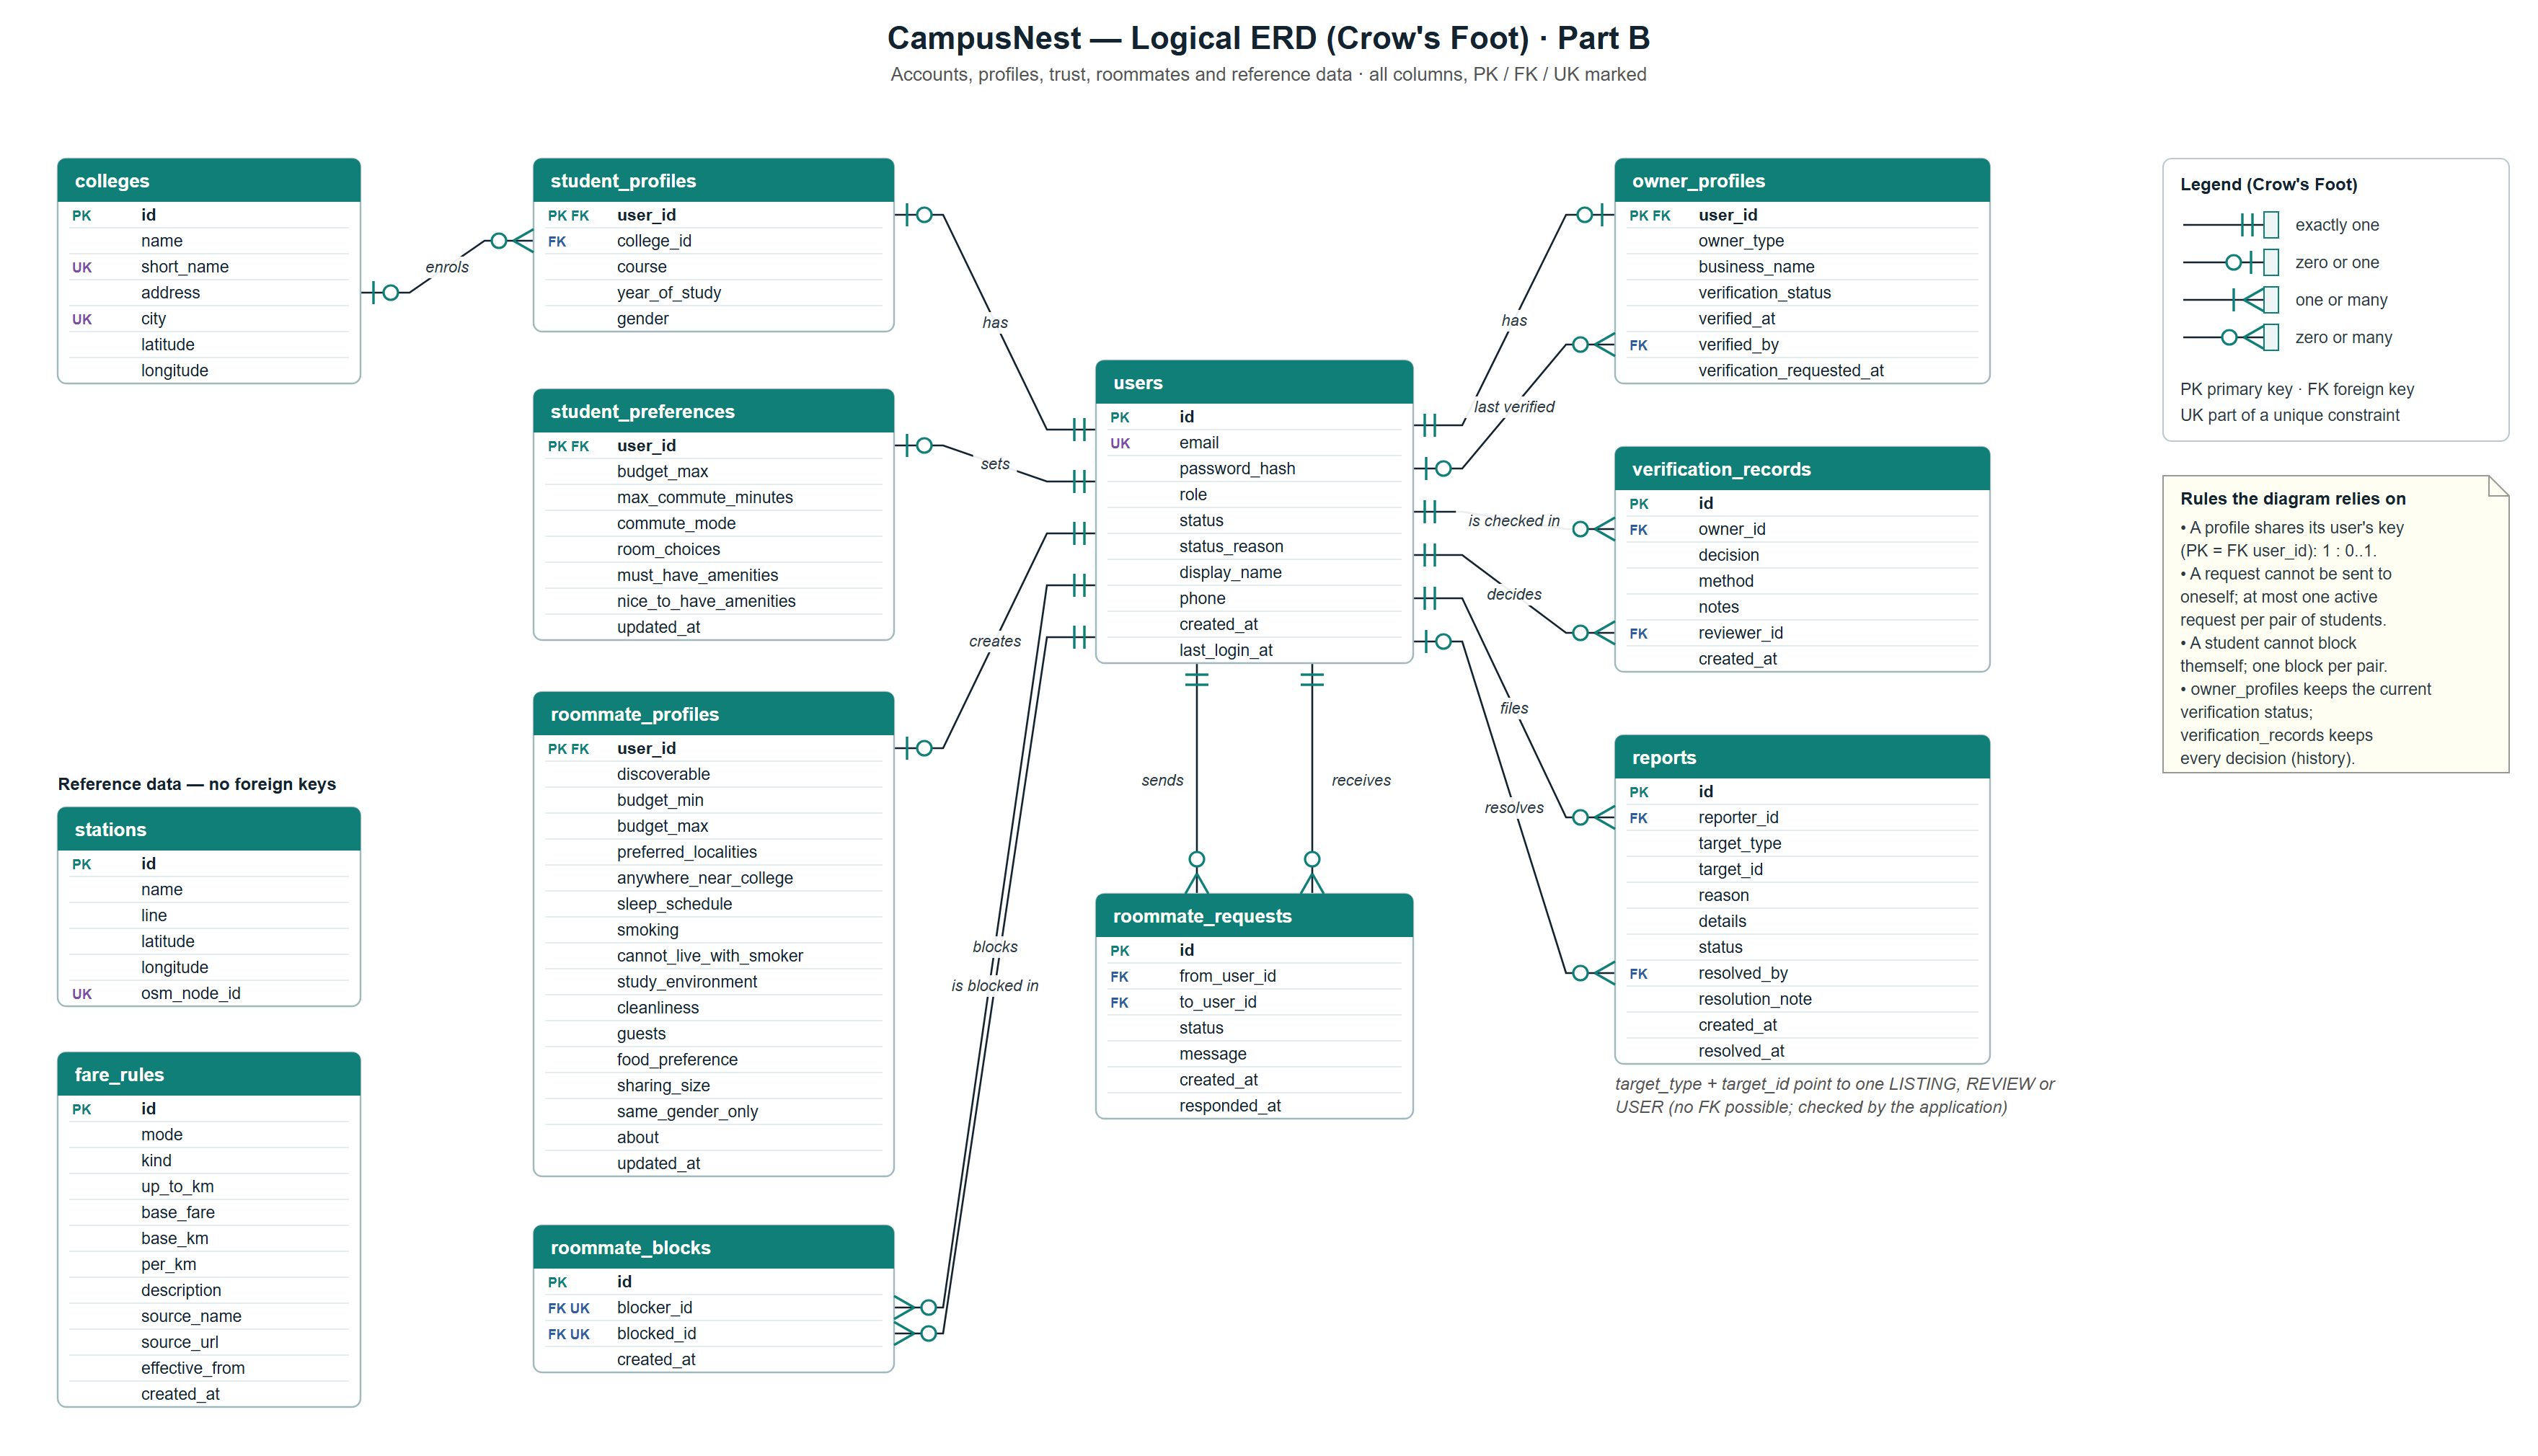 CampusNest — Logical ERD (Crow's Foot) · Part B
Accounts, profiles, trust, roommates and reference data · all columns, PK / FK / UK marked
colleges
PK id
name
UK short_name
address
UK city
latitude
longitude
enrols
student_profiles
PK FK user_id
FK college_id
course
year_of_study
gender
has
student_preferences
PK FK user_id
budget_max
max_commute_minutes
commute_mode
room_choices
must_have_amenities
nice_to_have_amenities
updated_at
sets
roommate_profiles
PK FK user_id
discoverable
budget_min
budget_max
preferred_localities
anywhere_near_college
sleep_schedule
smoking
cannot_live_with_smoker
study_environment
cleanliness
guests
food_preference
sharing_size
same_gender_only
about
updated_at
creates
blocks
is blocked in
roommate_blocks
PK id
FK UK blocker_id
FK UK blocked_id
created_at
Reference data — no foreign keys
stations
PK id
name
line
latitude
longitude
UK osm_node_id
fare_rules
PK id
mode
kind
up_to_km
base_fare
base_km
per_km
description
source_name
source_url
effective_from
created_at
users
PK id
UK email
password_hash
role
status
status_reason
display_name
phone
created_at
last_login_at
sends
receives
roommate_requests
PK id
FK from_user_id
FK to_user_id
status
message
created_at
responded_at
has
last verified
is checked in
decides
files
resolves
owner_profiles
PK FK user_id
owner_type
business_name
verification_status
verified_at
FK verified_by
verification_requested_at
verification_records
PK id
FK owner_id
decision
method
notes
FK reviewer_id
created_at
reports
PK id
FK reporter_id
target_type
target_id
reason
details
status
FK resolved_by
resolution_note
created_at
resolved_at
target_type + target_id point to one LISTING, REVIEW or
USER (no FK possible; checked by the application)
Legend (Crow's Foot)
exactly one
zero or one
one or many
zero or many
PK primary key · FK foreign key
UK part of a unique constraint
Rules the diagram relies on
• A profile shares its user's key
(PK = FK user_id): 1 : 0..1.
• A request cannot be sent to
oneself; at most one active
request per pair of students.
• A student cannot block
themself; one block per pair.
• owner_profiles keeps the current
verification status;
verification_records keeps
every decision (history).